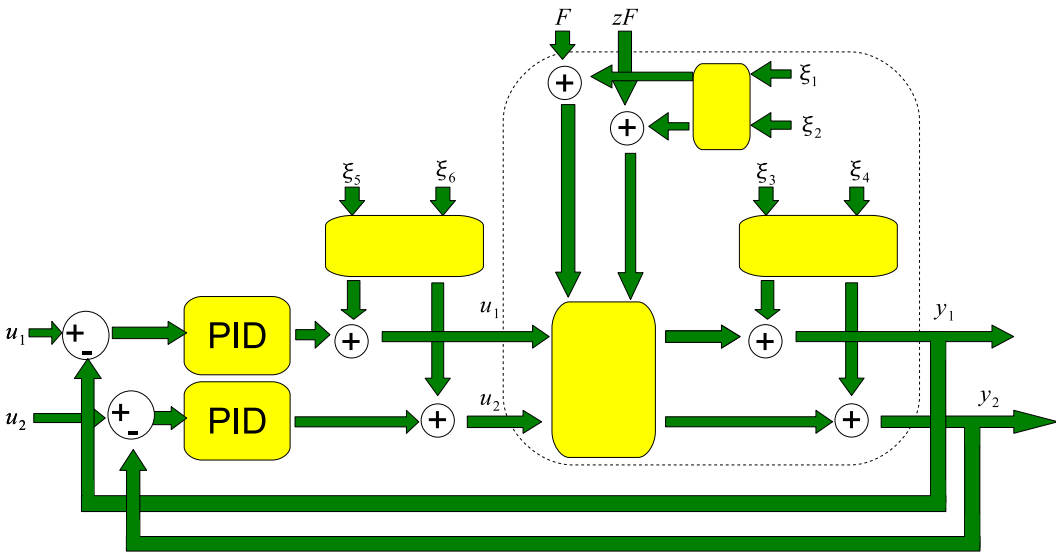 F zF
ξ₁
ξ₂
ξ₅ ξ₆ ξ₃ ξ₄
u₁ + - PID + u₁ + y₁
u₂ + - PID + u₂ + y₂
+
+